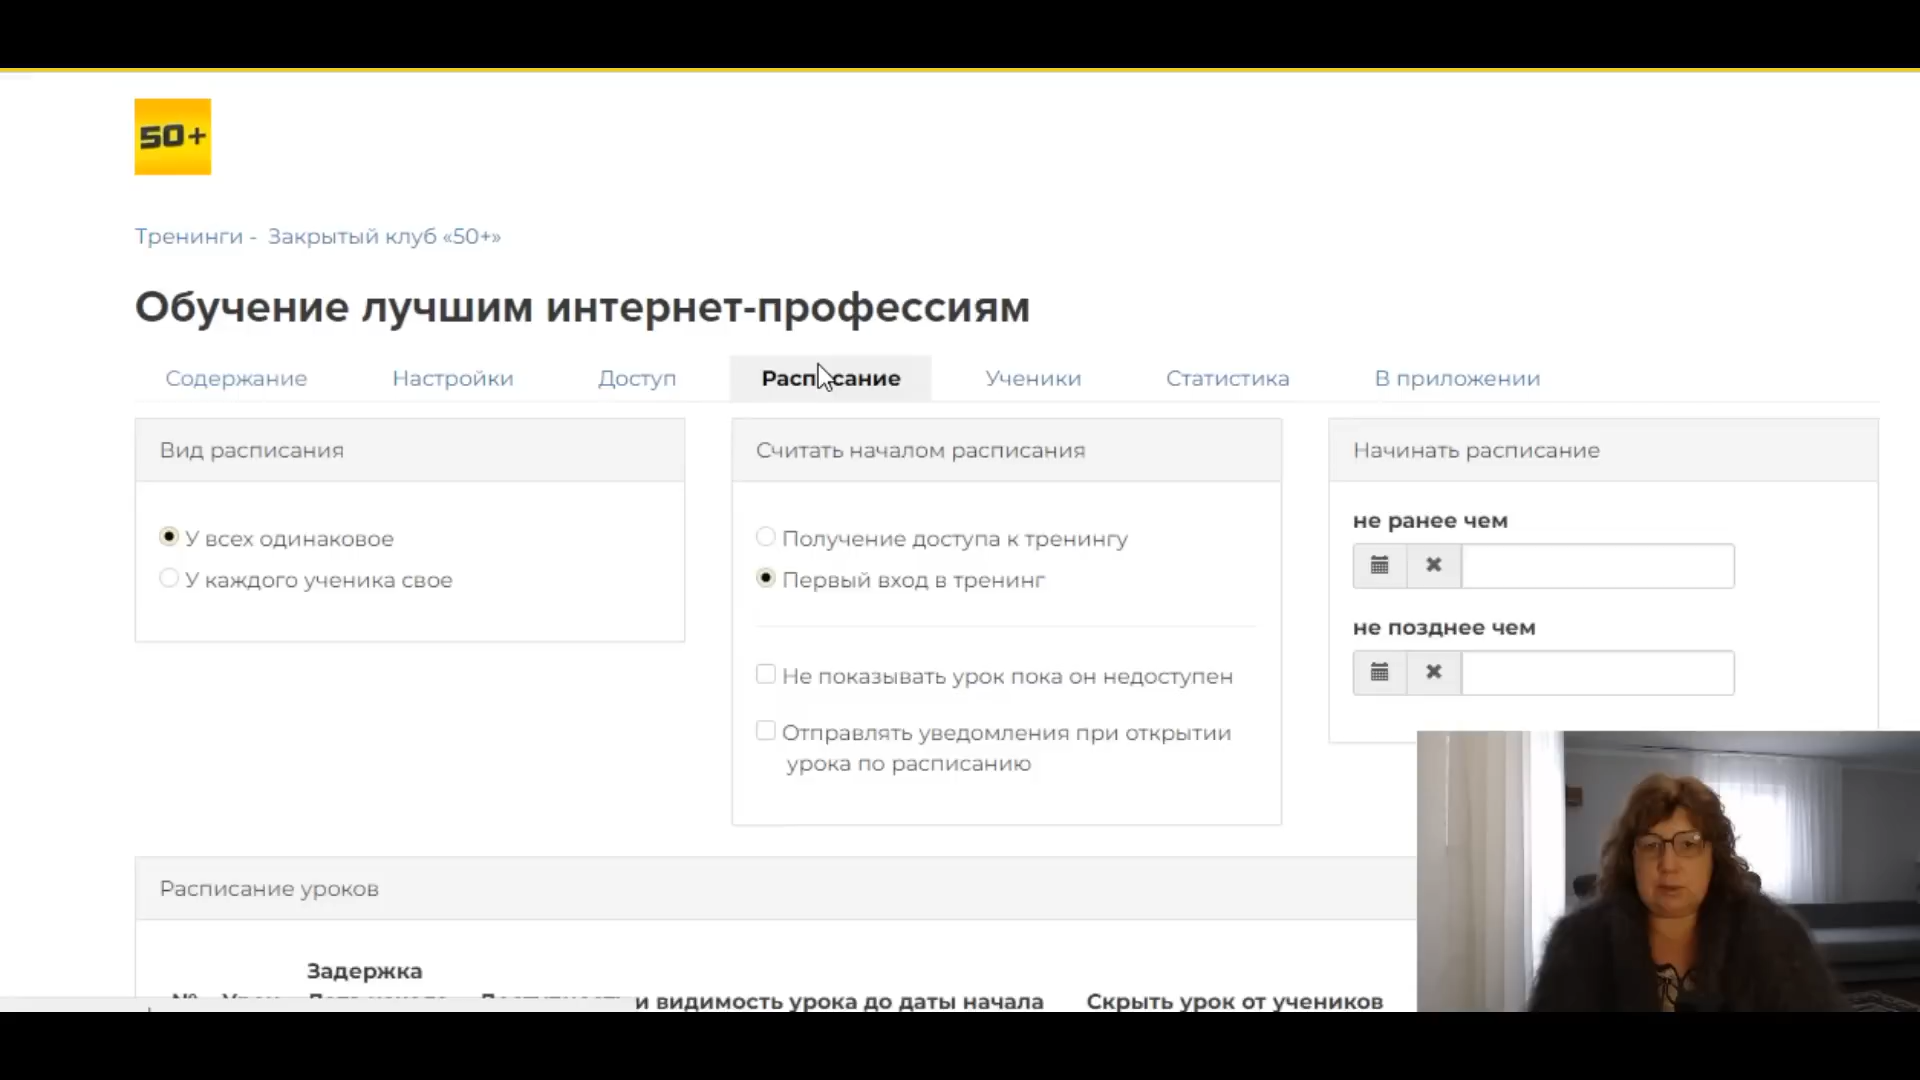 50+
Тренинги - Закрытый клуб «50+»
Обучение лучшим интернет-профессиям
Содержание Настройки Доступ Расписание Ученики Статистика В приложении
Вид расписания
У всех одинаковое
У каждого ученика свое
Считать началом расписания
Получение доступа к тренингу
Первый вход в тренинг
Не показывать урок пока он недоступен
Отправлять уведомления при открытии
урока по расписанию
Начинать расписание
не ранее чем
не позднее чем
Расписание уроков
Задержка
и видимость урока до даты начала Скрыть урок от учеников